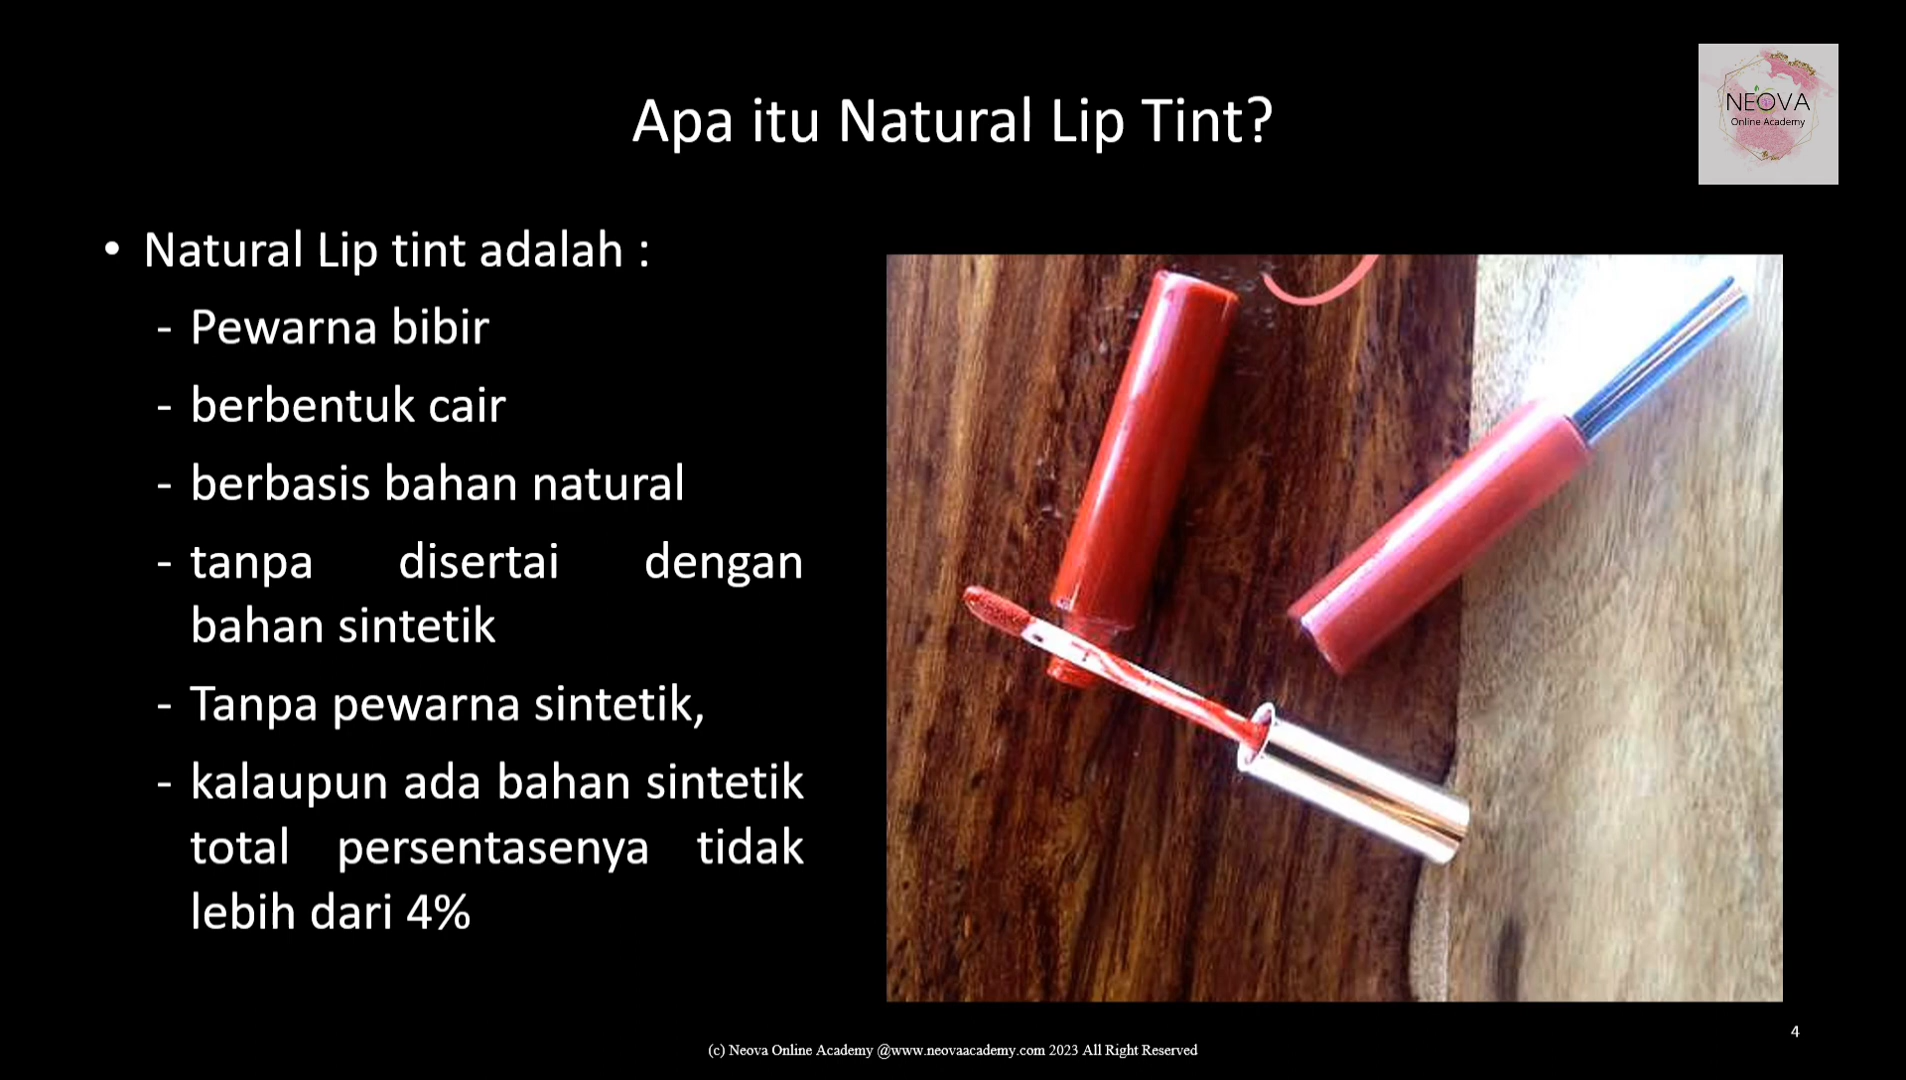 Apa itu Natural Lip Tint?
NEOVA
Online Academy
• Natural Lip tint adalah :
- Pewarna bibir
- berbentuk cair
- berbasis bahan natural
- tanpa disertai dengan
bahan sintetik
- Tanpa pewarna sintetik,
- kalaupun ada bahan sintetik
total persentasenya tidak
lebih dari 4%
4
(c) Neova Online Academy @www.neovaacademy.com 2023 All Right Reserved